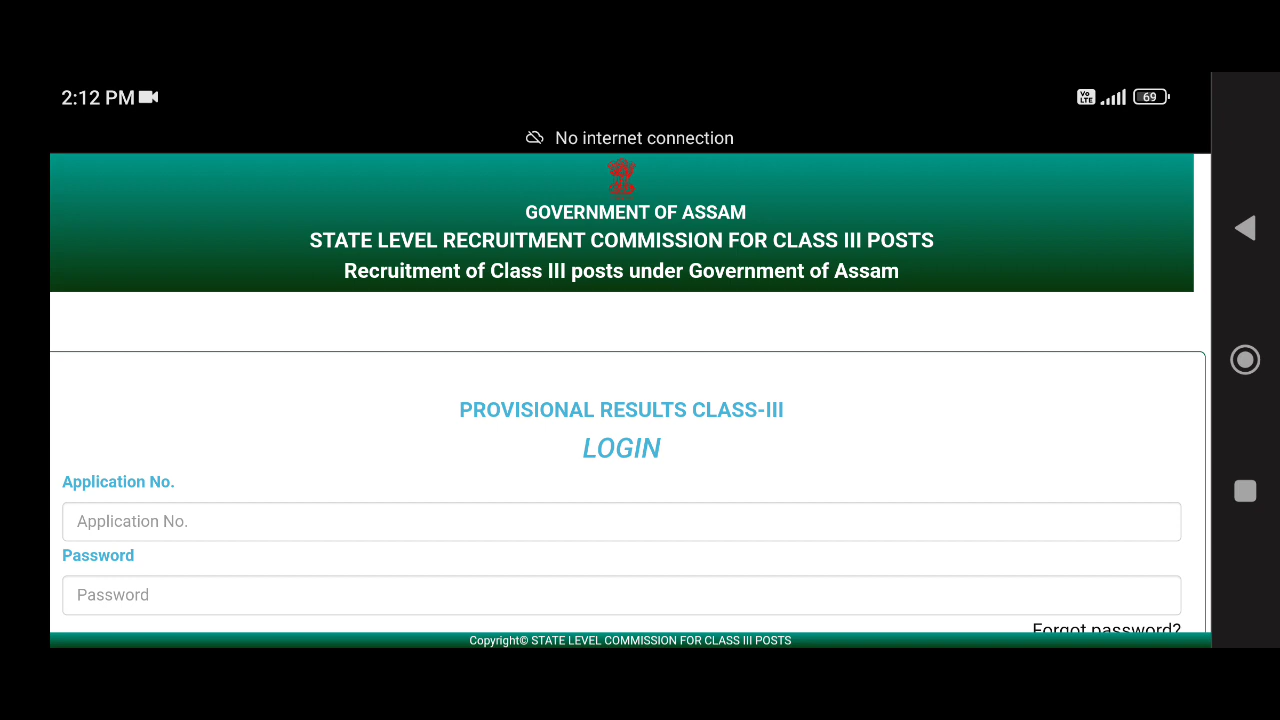 2:12 PM
Vo LTE
69
No internet connection
GOVERNMENT OF ASSAM
STATE LEVEL RECRUITMENT COMMISSION FOR CLASS III POSTS
Recruitment of Class III posts under Government of Assam
PROVISIONAL RESULTS CLASS-III
LOGIN
Application No.
Application No.
Password
Password
Forgot password?
Copyright© STATE LEVEL COMMISSION FOR CLASS III POSTS